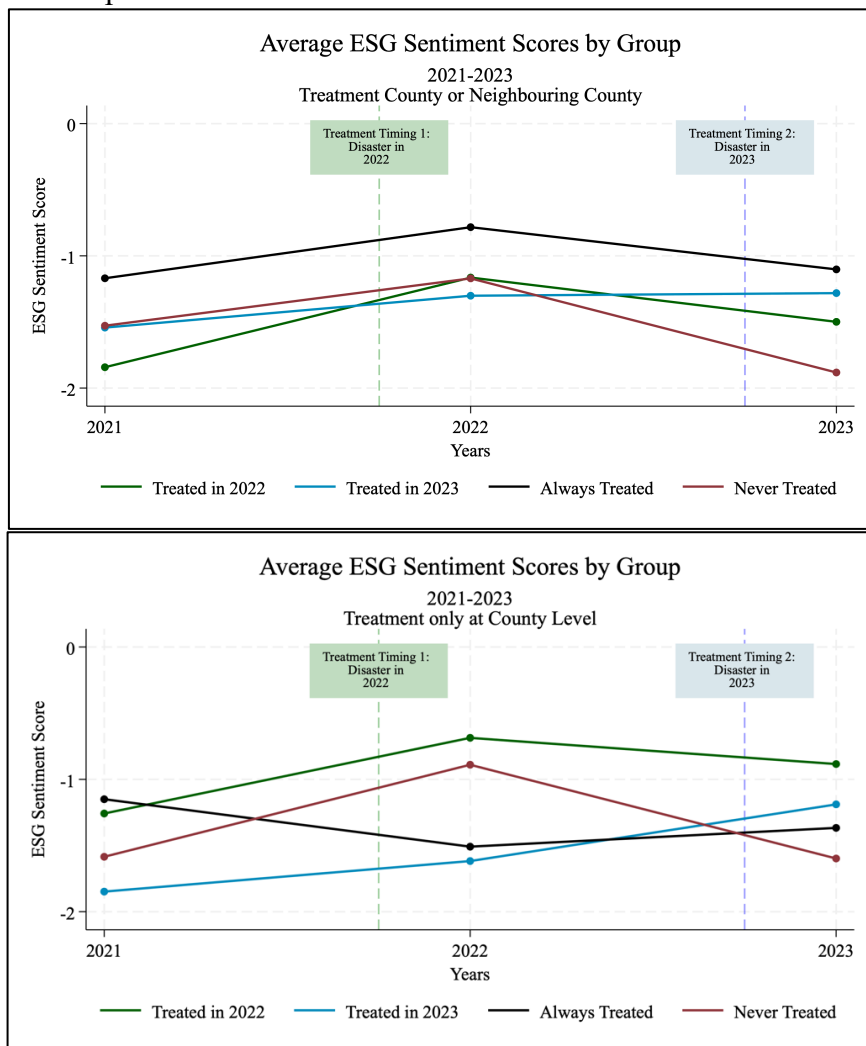 Average ESG Sentiment Scores by Group
2021-2023
Treatment County or Neighbouring County
0
-1
-2
ESG Sentiment Score
Treatment Timing 1:
Disaster in
2022
Treatment Timing 2:
Disaster in
2023
2021
2022
2023
Years
Treated in 2022
Treated in 2023
Always Treated
Never Treated
Average ESG Sentiment Scores by Group
2021-2023
Treatment only at County Level
0
-1
-2
ESG Sentiment Score
Treatment Timing 1:
Disaster in
2022
Treatment Timing 2:
Disaster in
2023
2021
2022
2023
Years
Treated in 2022
Treated in 2023
Always Treated
Never Treated